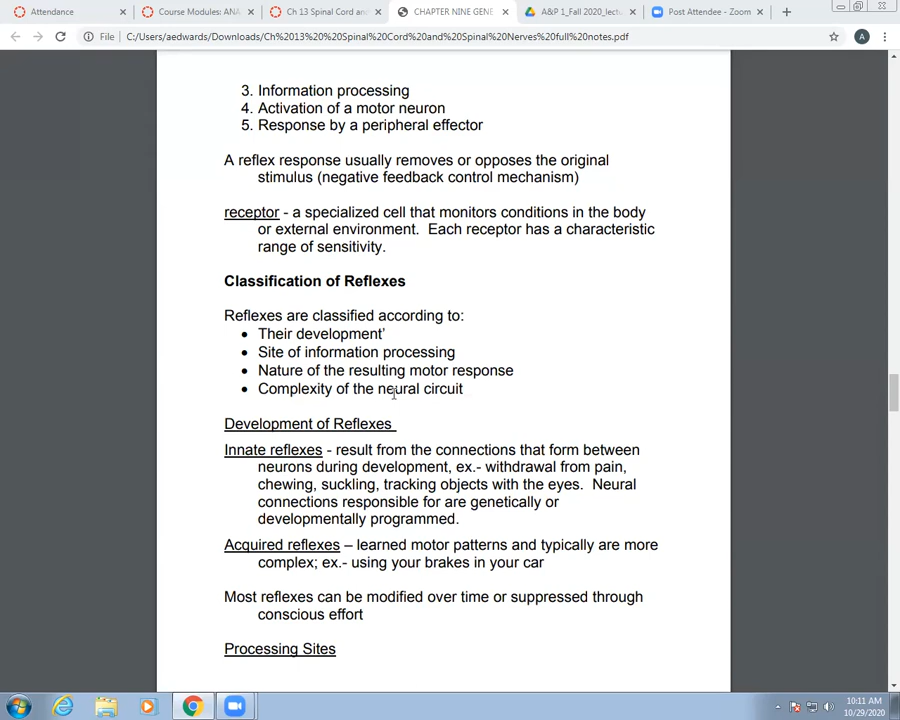 Attendance
Course Modules: ANA
Ch 13 Spinal Cord an
CHAPTER NINE GENE
A&P 1_Fall 2020_lectu
Post Attendee - Zoom
File
C:/Users/aedwards/Downloads/Ch%2013%20%20Spinal%20Cord%20and%20Spinal%20Nerves%20full%20notes.pdf
A
3. Information processing
4. Activation of a motor neuron
5. Response by a peripheral effector
A reflex response usually removes or opposes the original
stimulus (negative feedback control mechanism)
receptor - a specialized cell that monitors conditions in the body
or external environment.  Each receptor has a characteristic
range of sensitivity.
Classification of Reflexes
Reflexes are classified according to:
• Their development’
• Site of information processing
• Nature of the resulting motor response
• Complexity of the neural circuit
Development of Reflexes
Innate reflexes - result from the connections that form between
neurons during development, ex.- withdrawal from pain,
chewing, suckling, tracking objects with the eyes.  Neural
connections responsible for are genetically or
developmentally programmed.
Acquired reflexes – learned motor patterns and typically are more
complex; ex.- using your brakes in your car
Most reflexes can be modified over time or suppressed through
conscious effort
Processing Sites
10:11 AM
10/29/2020